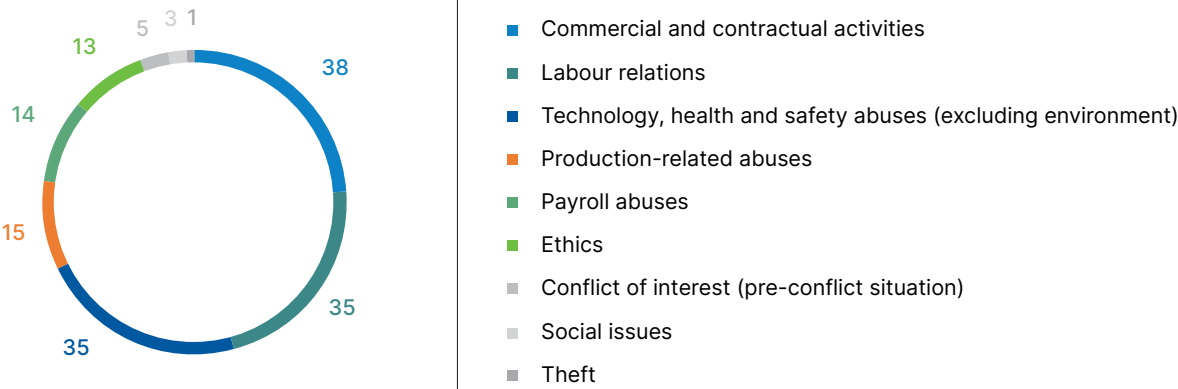 38
35
35
15
14
13
5
3
1
Commercial and contractual activities
Labour relations
Technology, health and safety abuses (excluding environment)
Production-related abuses
Payroll abuses
Ethics
Conflict of interest (pre-conflict situation)
Social issues
Theft